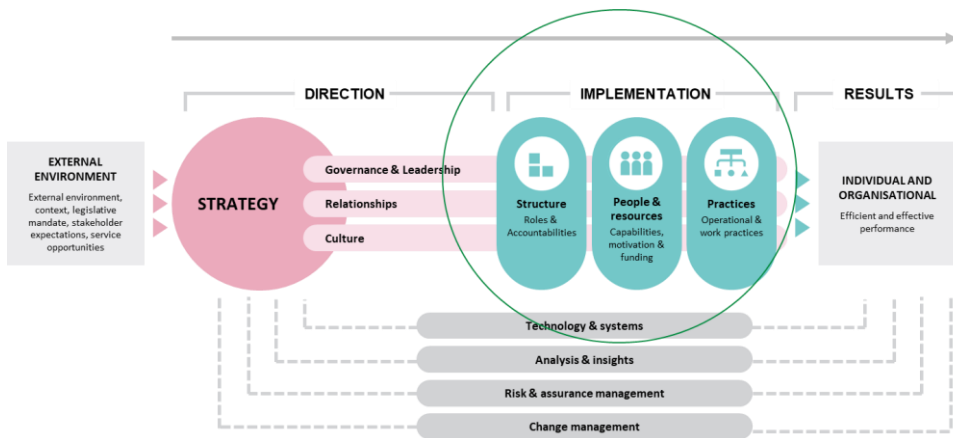 DIRECTION
IMPLEMENTATION
RESULTS
EXTERNAL
ENVIRONMENT
External environment,
context, legislative
mandate, stakeholder
expectations, service
opportunities
STRATEGY
Governance & Leadership
Relationships
Culture
Structure
Roles &
Accountabilities
People &
resources
Capabilities,
motivation &
funding
Practices
Operational &
work practices
INDIVIDUAL AND
ORGANISATIONAL
Efficient and effective
performance
Technology & systems
Analysis & insights
Risk & assurance management
Change management